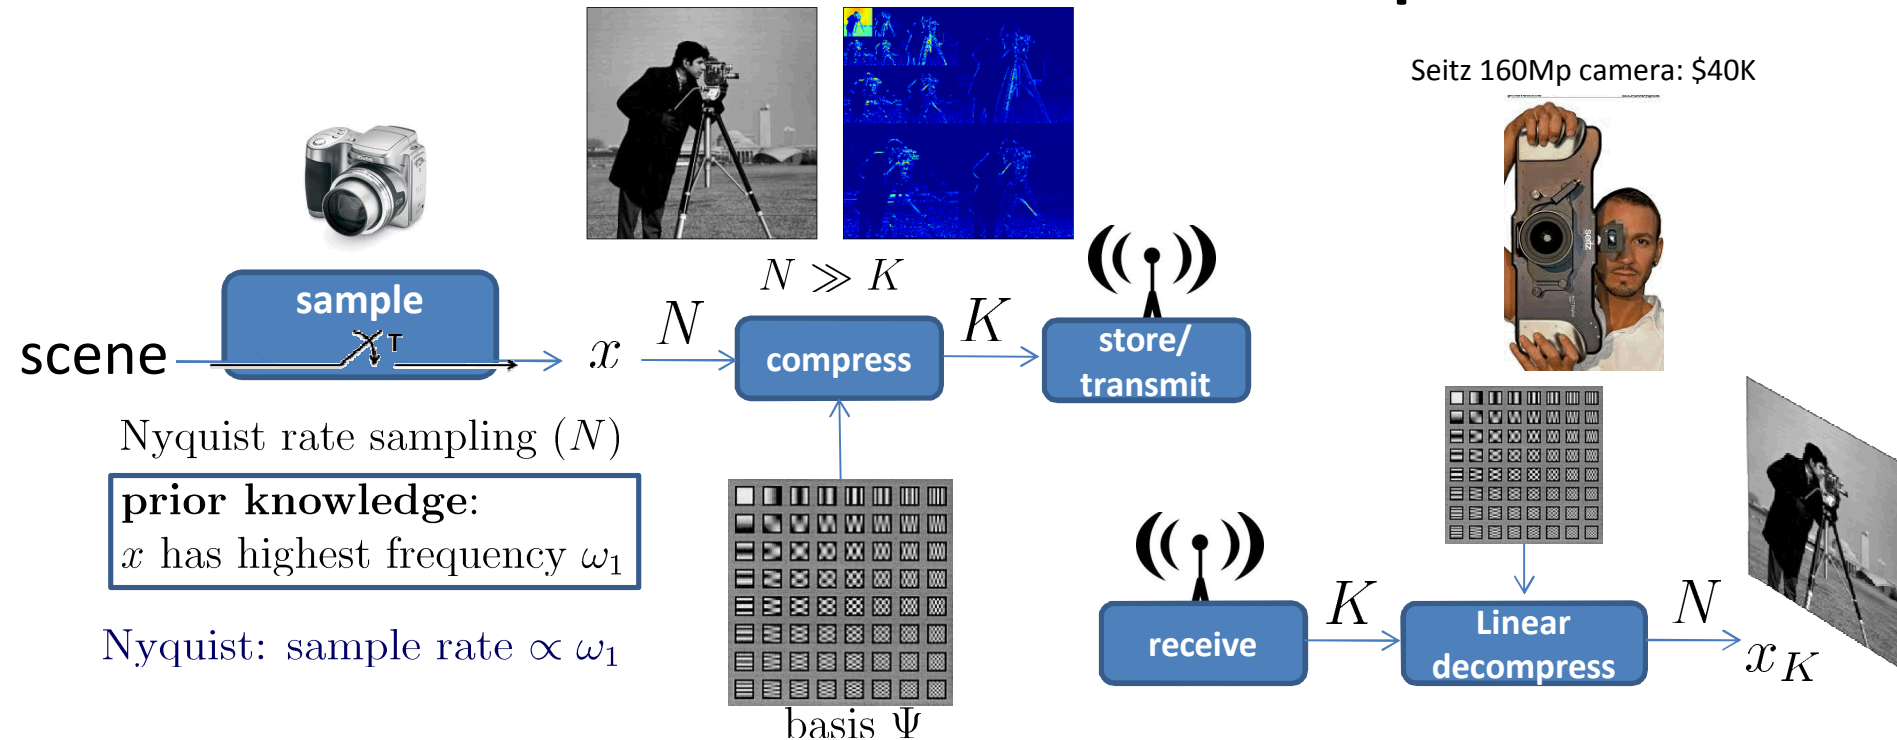 Seitz 160Mp camera: $40K
seitz
N ≫ K
sample
T
scene
x
N
compress
K
store/
transmit
Nyquist rate sampling (N)
prior knowledge:
x has highest frequency ω₁
Nyquist: sample rate ∝ ω₁
basis Ψ
receive
K
Linear
decompress
N
x_K